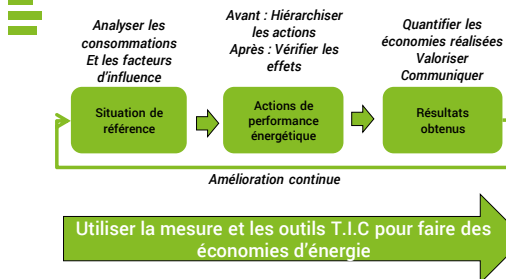 Analyser les
consommations
Et les facteurs
d'influence
Avant : Hiérarchiser
les actions
Après : Vérifier les
effets
Quantifier les
économies réalisées
Valoriser
Communiquer
Situation de
référence
Actions de
performance
énergétique
Résultats
obtenus
Amélioration continue
Utiliser la mesure et les outils T.I.C pour faire des
économies d'énergie